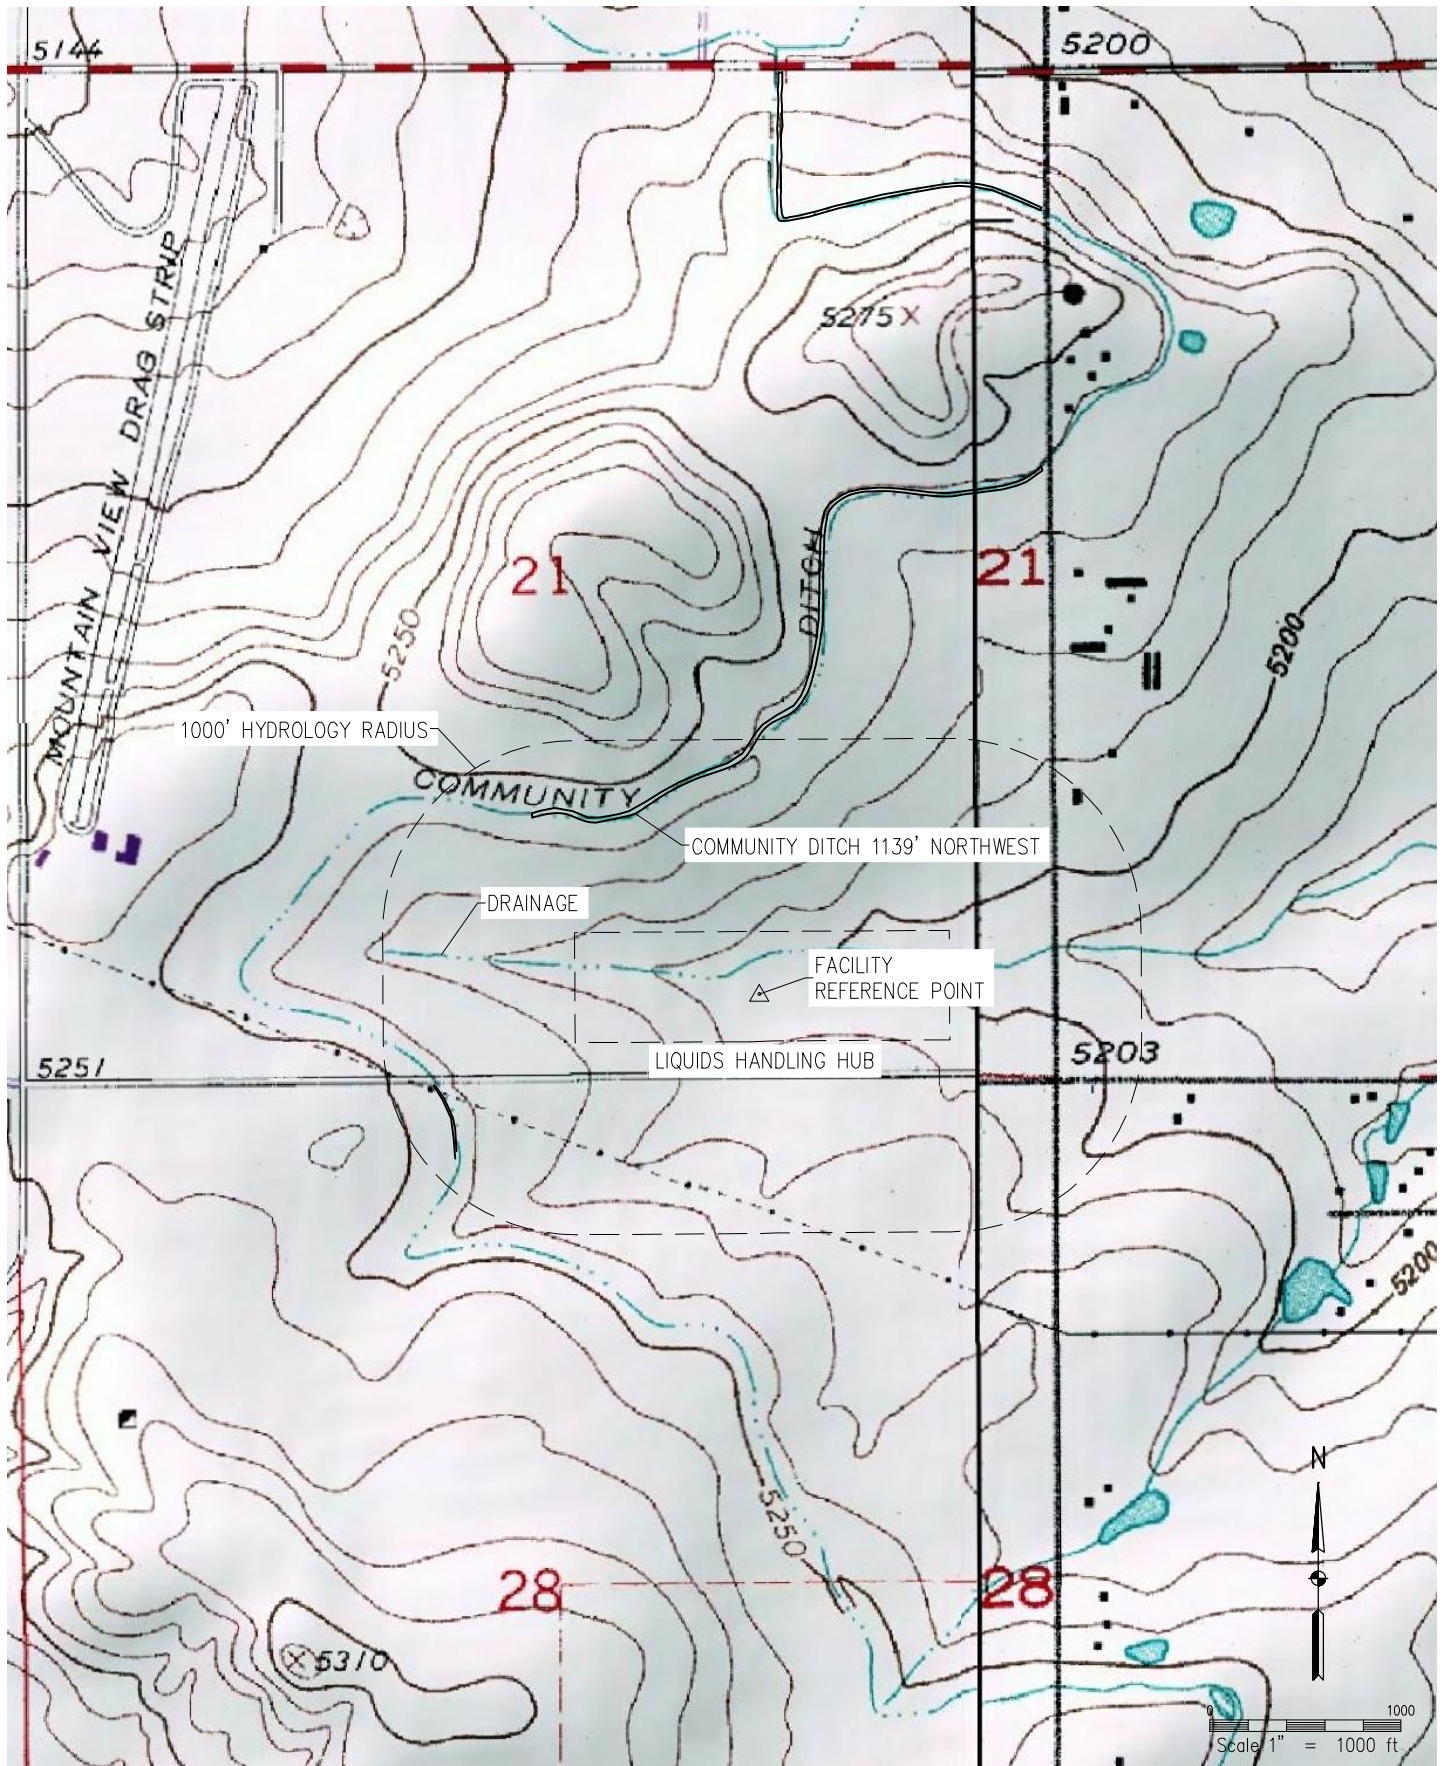 5144
5200
MOUNTAIN VIEW DRAG STRIP
5275
21
21
DITCH
5250
5200
1000' HYDROLOGY RADIUS
COMMUNITY
COMMUNITY DITCH 1139' NORTHWEST
DRAINAGE
FACILITY
REFERENCE POINT
5251
LIQUIDS HANDLING HUB
5203
5200
N
5250
28
28
5310
0 1000
Scale 1" = 1000 ft